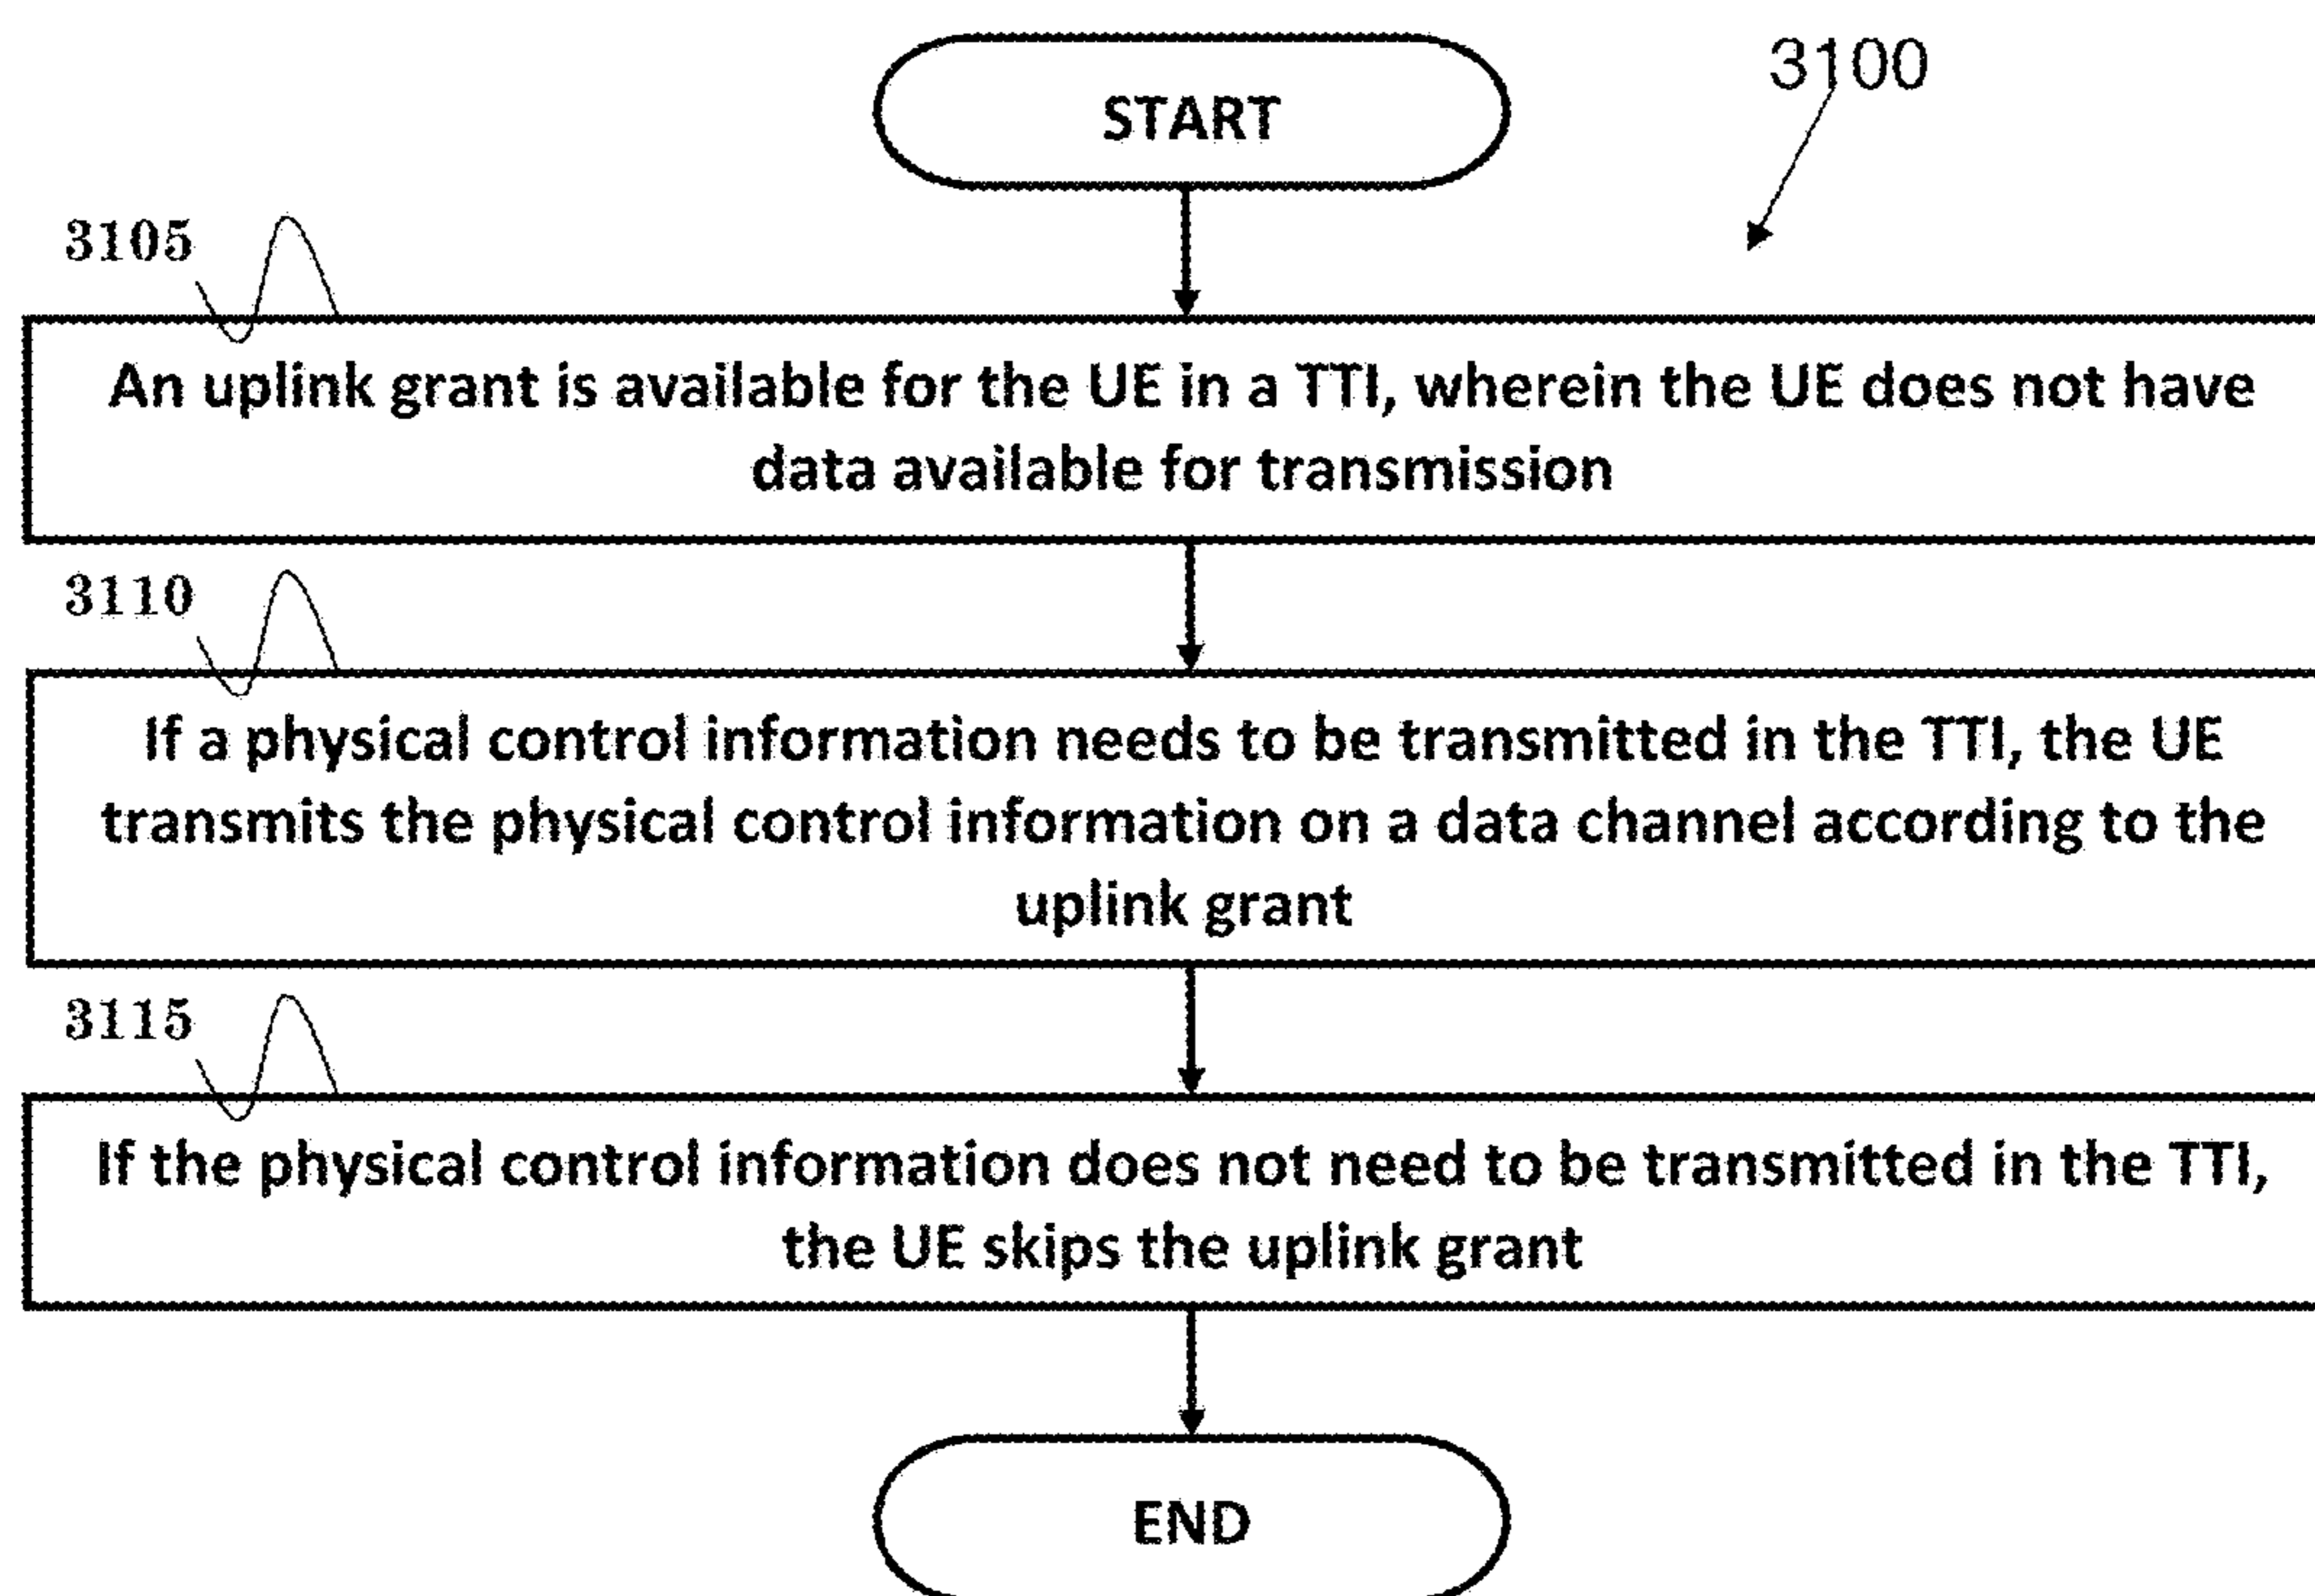 START
3100
3105
An uplink grant is available for the UE in a TTI, wherein the UE does not have
data available for transmission
3110
If a physical control information needs to be transmitted in the TTI, the UE
transmits the physical control information on a data channel according to the
uplink grant
3115
If the physical control information does not need to be transmitted in the TTI,
the UE skips the uplink grant
END